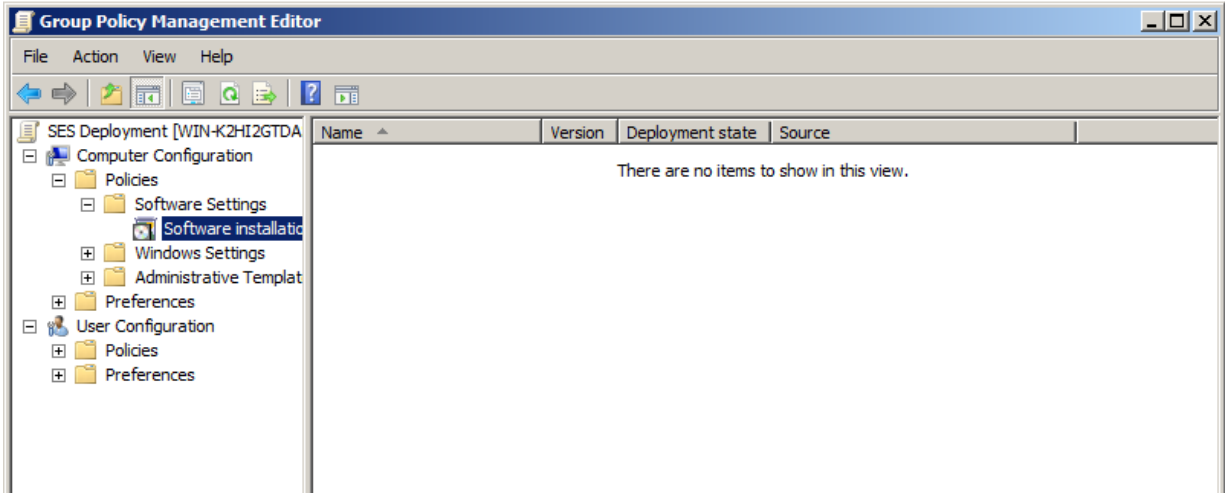 Group Policy Management Editor
File Action View Help
SES Deployment [WIN-K2HI2GTDA
Computer Configuration
Policies
Software Settings
Software installatio
Windows Settings
Administrative Templat
Preferences
User Configuration
Policies
Preferences
Name Version Deployment state Source
There are no items to show in this view.